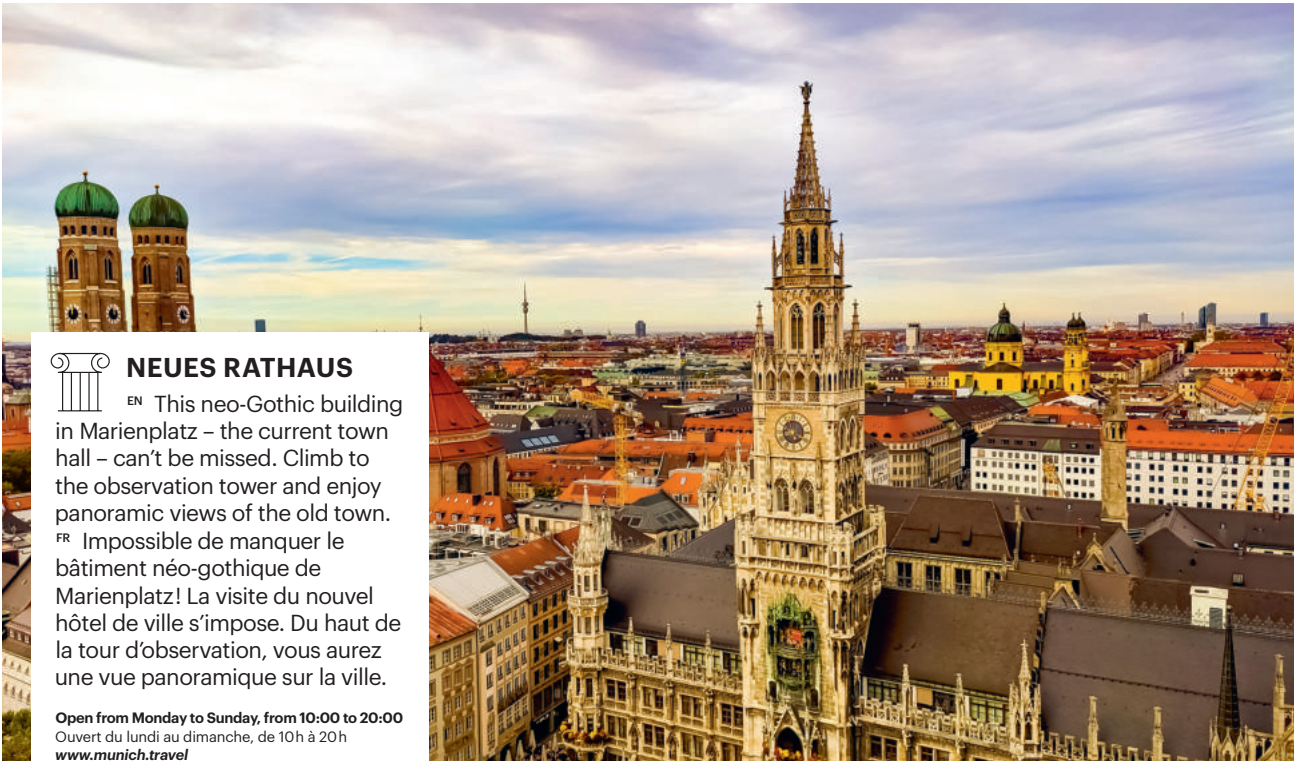 NEUES RATHAUS
EN This neo-Gothic building
in Marienplatz – the current town
hall – can’t be missed. Climb to
the observation tower and enjoy
panoramic views of the old town.
FR Impossible de manquer le
bâtiment néo-gothique de
Marienplatz! La visite du nouvel
hôtel de ville s’impose. Du haut de
la tour d’observation, vous aurez
une vue panoramique sur la ville.
Open from Monday to Sunday, from 10:00 to 20:00
Ouvert du lundi au dimanche, de 10 h à 20 h
www.munich.travel